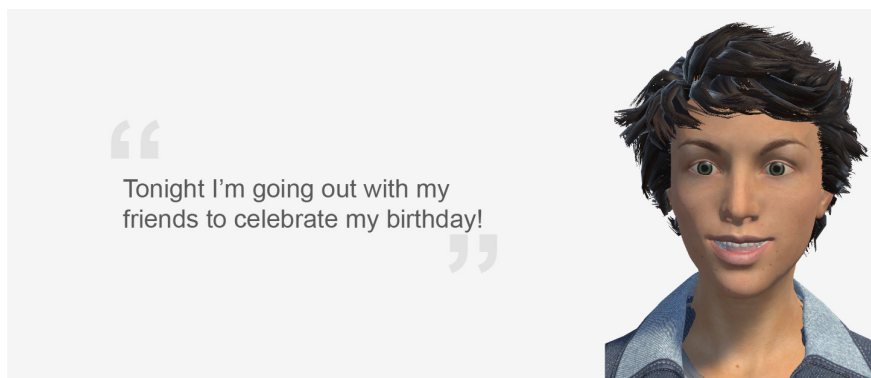 “
Tonight I’m going out with my
friends to celebrate my birthday!
”